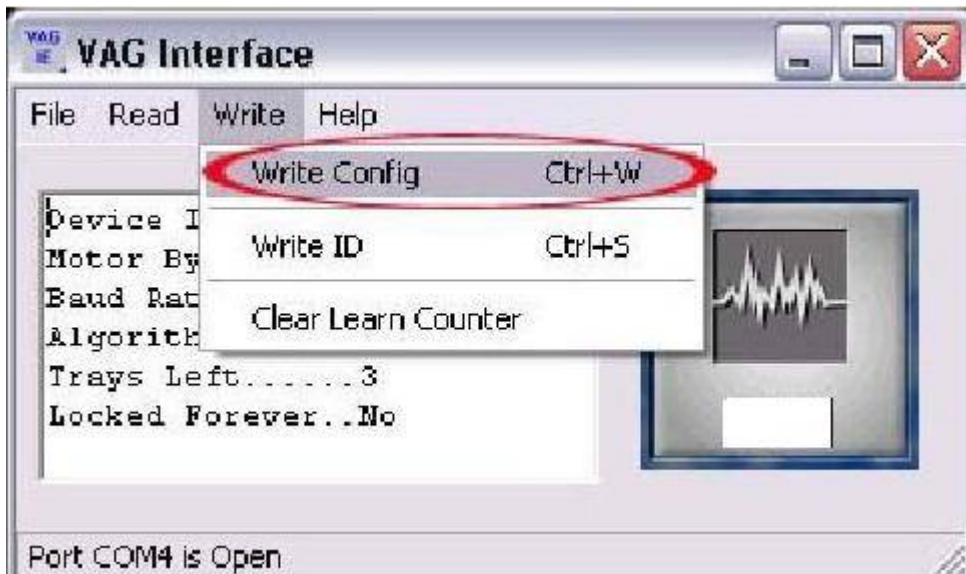 VAG Interface
File Read Write Help
Write Config Ctrl+W
Write ID Ctrl+S
Clear Learn Counter
Device I
Motor By
Baud Rat
Algorith
Trays Left......3
Locked Forever..No
Port COM4 is Open